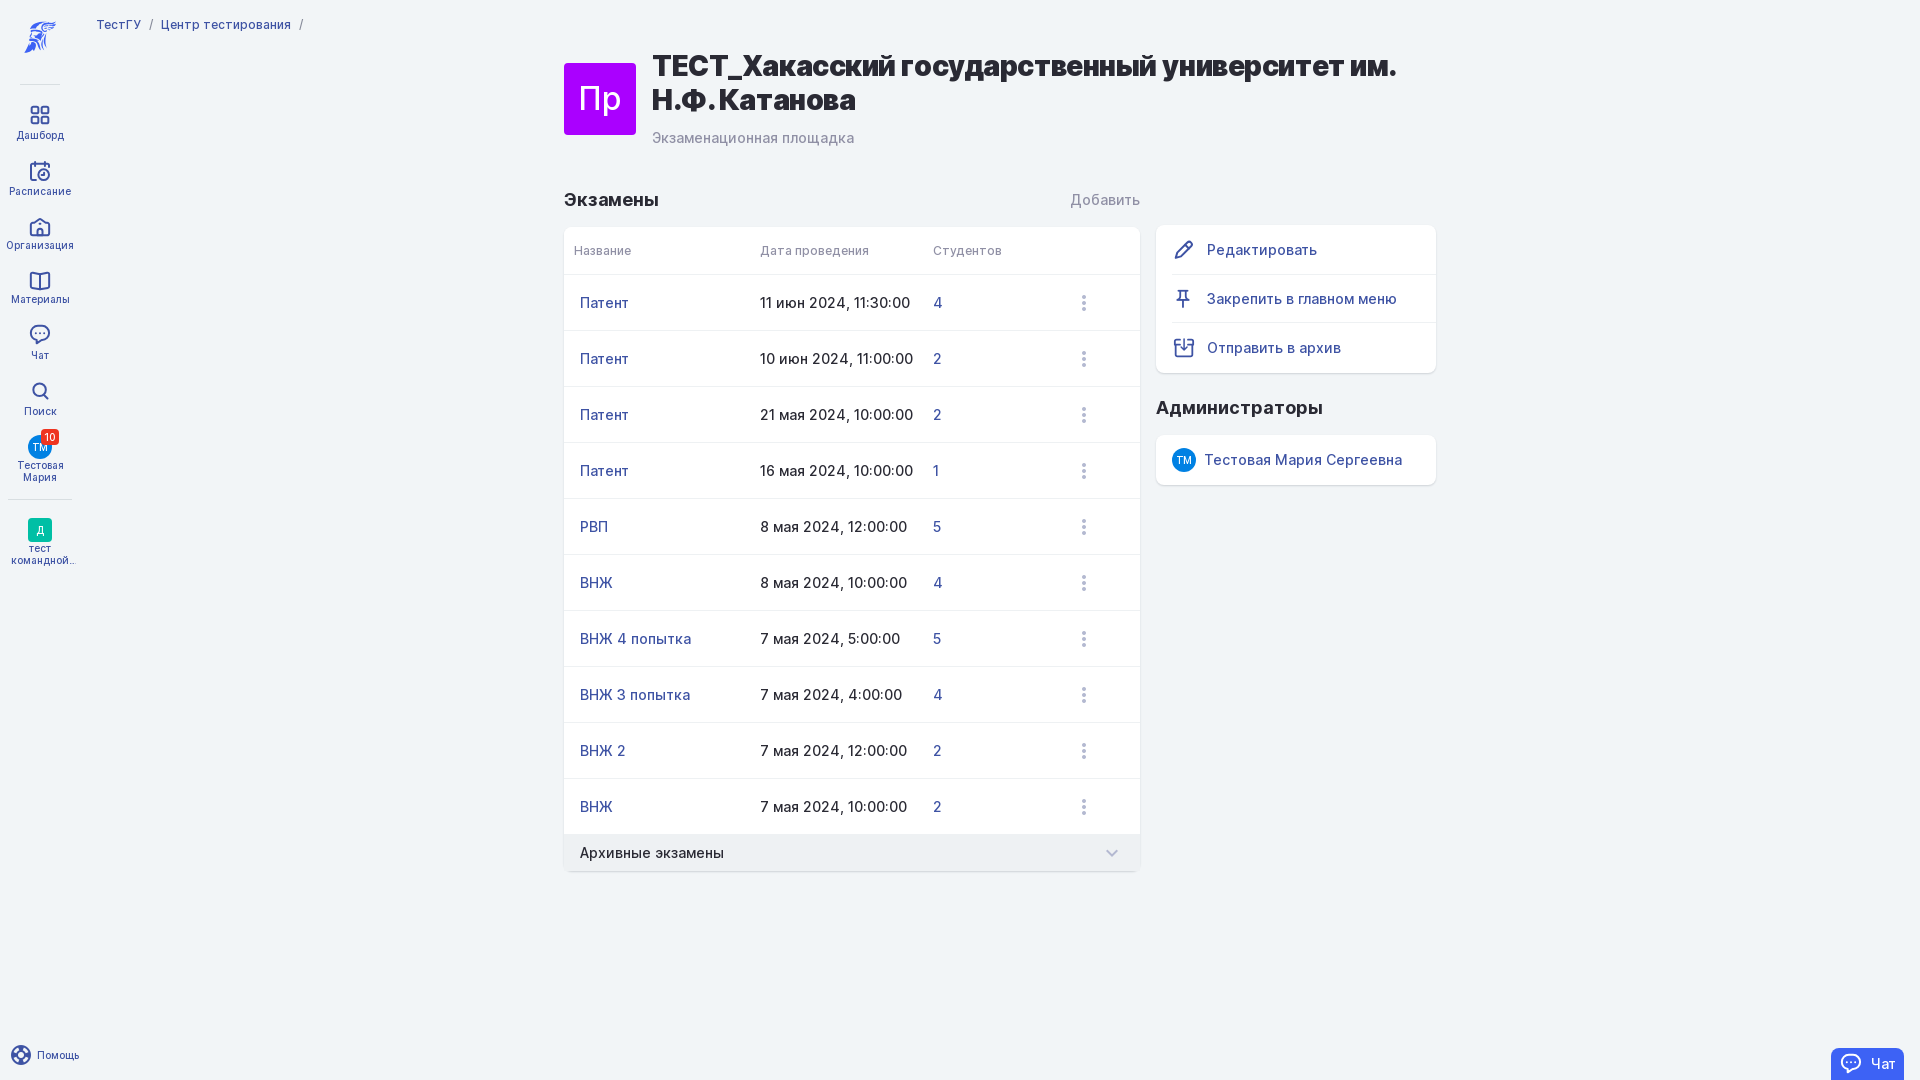 ТестГУ / Центр тестирования /
Дашборд
Расписание
Организация
Материалы
Чат
Поиск
ТМ
10
Тестовая
Мария
Д
тест
командной...
Помощь
Пр
ТЕСТ_Хакасский государственный университет им.
Н.Ф. Катанова
Экзаменационная площадка
Экзамены Добавить
Название Дата проведения Студентов
Патент 11 июн 2024, 11:30:00 4
Патент 10 июн 2024, 11:00:00 2
Патент 21 мая 2024, 10:00:00 2
Патент 16 мая 2024, 10:00:00 1
РВП 8 мая 2024, 12:00:00 5
ВНЖ 8 мая 2024, 10:00:00 4
ВНЖ 4 попытка 7 мая 2024, 5:00:00 5
ВНЖ 3 попытка 7 мая 2024, 4:00:00 4
ВНЖ 2 7 мая 2024, 12:00:00 2
ВНЖ 7 мая 2024, 10:00:00 2
Архивные экзамены
Редактировать
Закрепить в главном меню
Отправить в архив
Администраторы
ТМ Тестовая Мария Сергеевна
Чат